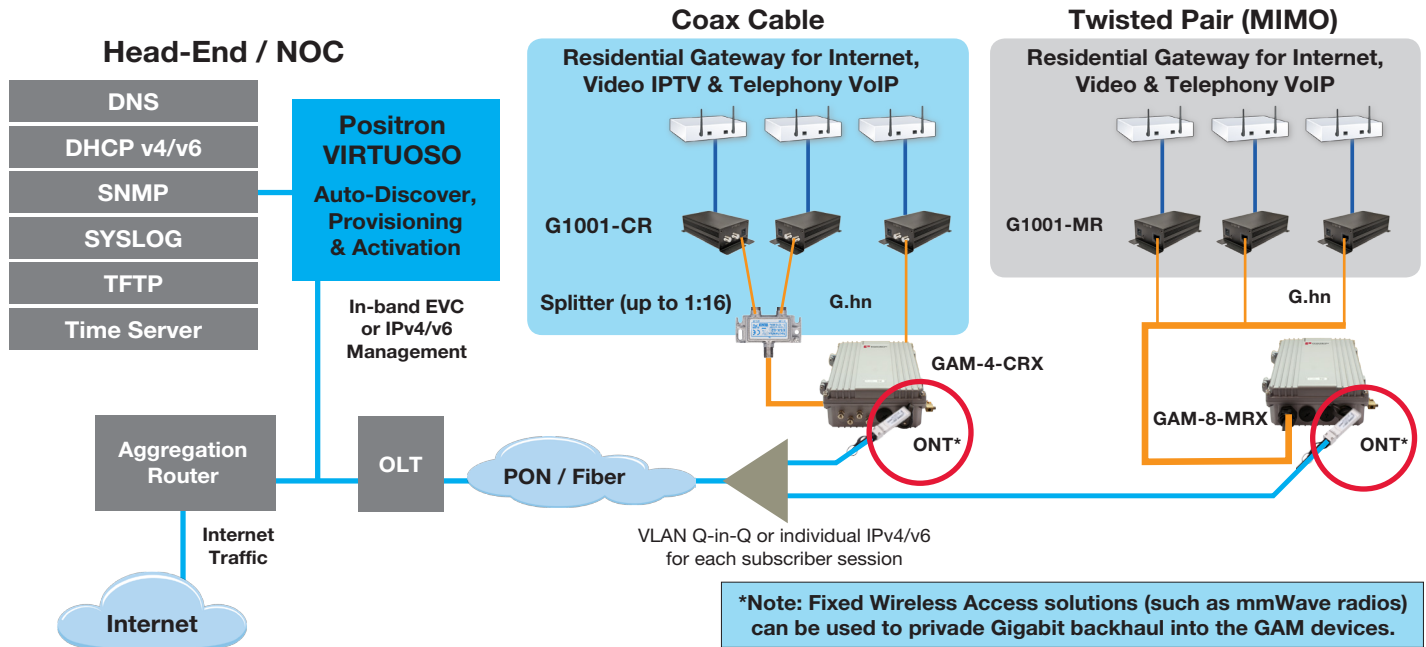 Head-End / NOC
DNS
DHCP v4/v6
SNMP
SYSLOG
TFTP
Time Server
Positron
VIRTUOSO
Auto-Discover,
Provisioning
& Activation
In-band EVC
or IPv4/v6
Management
Aggregation
Router
OLT
PON / Fiber
Internet
Traffic
Internet
Coax Cable
Residential Gateway for Internet,
Video IPTV & Telephony VoIP
G1001-CR
Splitter (up to 1:16)
G.hn
GAM-4-CRX
ONT*
Twisted Pair (MIMO)
Residential Gateway for Internet,
Video & Telephony VoIP
G1001-MR
G.hn
GAM-8-MRX
ONT*
VLAN Q-in-Q or individual IPv4/v6
for each subscriber session
*Note: Fixed Wireless Access solutions (such as mmWave radios)
can be used to privade Gigabit backhaul into the GAM devices.